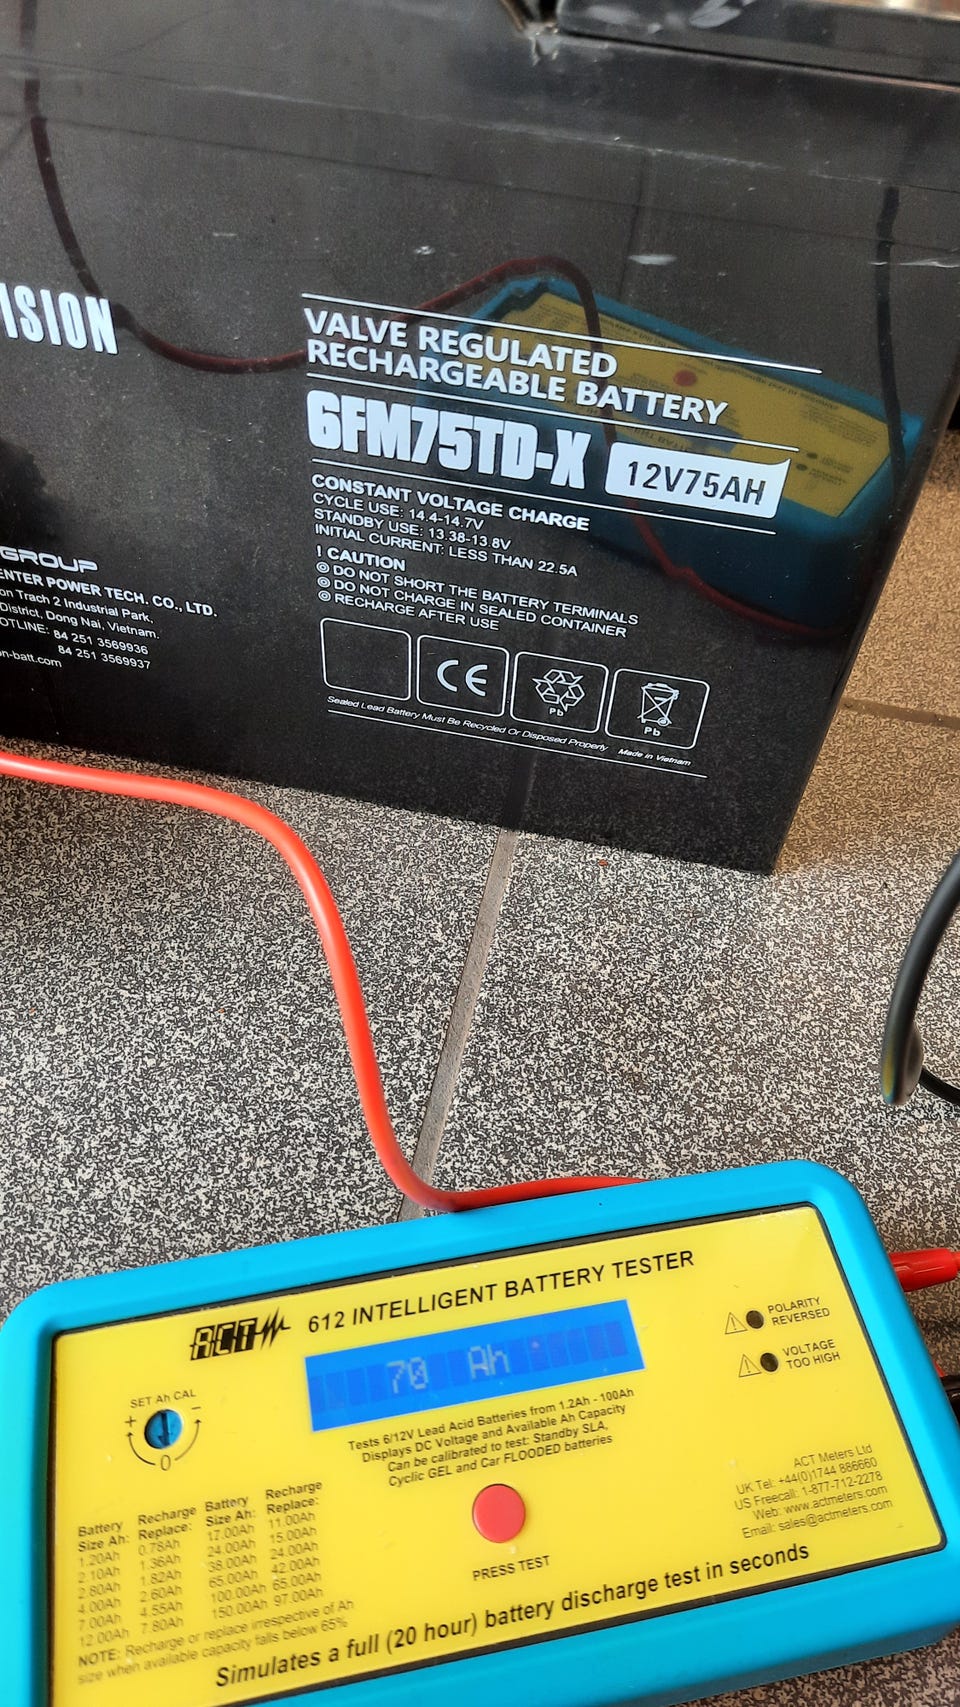 ISION
VALVE REGULATED
RECHARGEABLE BATTERY
6FM75TD-X 12V75AH
CONSTANT VOLTAGE CHARGE
CYCLE USE: 14.4-14.7V
STANDBY USE: 13.38-13.8V
INITIAL CURRENT: LESS THAN 22.5A
! CAUTION
DO NOT SHORT THE BATTERY TERMINALS
DO NOT CHARGE IN SEALED CONTAINER
RECHARGE AFTER USE
CE
Pb
Pb
Sealed Lead Battery Must Be Recycled Or Disposed Properly Made in Vietnam
GROUP
ENTER POWER TECH. CO., LTD.
on Trach 2 Industrial Park,
District, Dong Nai, Vietnam.
OTLINE: 84 251 3569936
84 251 3569937
n-batt.com
ACT 612 INTELLIGENT BATTERY TESTER
70 Ah
POLARITY
REVERSED
VOLTAGE
TOO HIGH
SET Ah CAL
+ -
0
Tests 6/12V Lead Acid Batteries from 1.2Ah - 100Ah
Displays DC Voltage and Available Ah Capacity
Can be calibrated to test: Standby SLA,
Cyclic GEL and Car FLOODED batteries
PRESS TEST
ACT Meters Ltd
UK Tel: +44(0)1744 886660
US Freecall: 1-877-712-2278
Web: www.actmeters.com
Email: sales@actmeters.com
Battery Recharge Battery Recharge
Size Ah: Replace: Size Ah: Replace:
1.20Ah 0.78Ah 17.00Ah 11.00Ah
2.10Ah 1.36Ah 24.00Ah 15.00Ah
2.80Ah 1.82Ah 38.00Ah 24.00Ah
4.00Ah 2.60Ah 65.00Ah 42.00Ah
7.00Ah 4.55Ah 100.00Ah 65.00Ah
12.00Ah 7.80Ah 150.00Ah 97.00Ah
NOTE: Recharge or replace irrespective of Ah
size when available capacity falls below 65%
Simulates a full (20 hour) battery discharge test in seconds